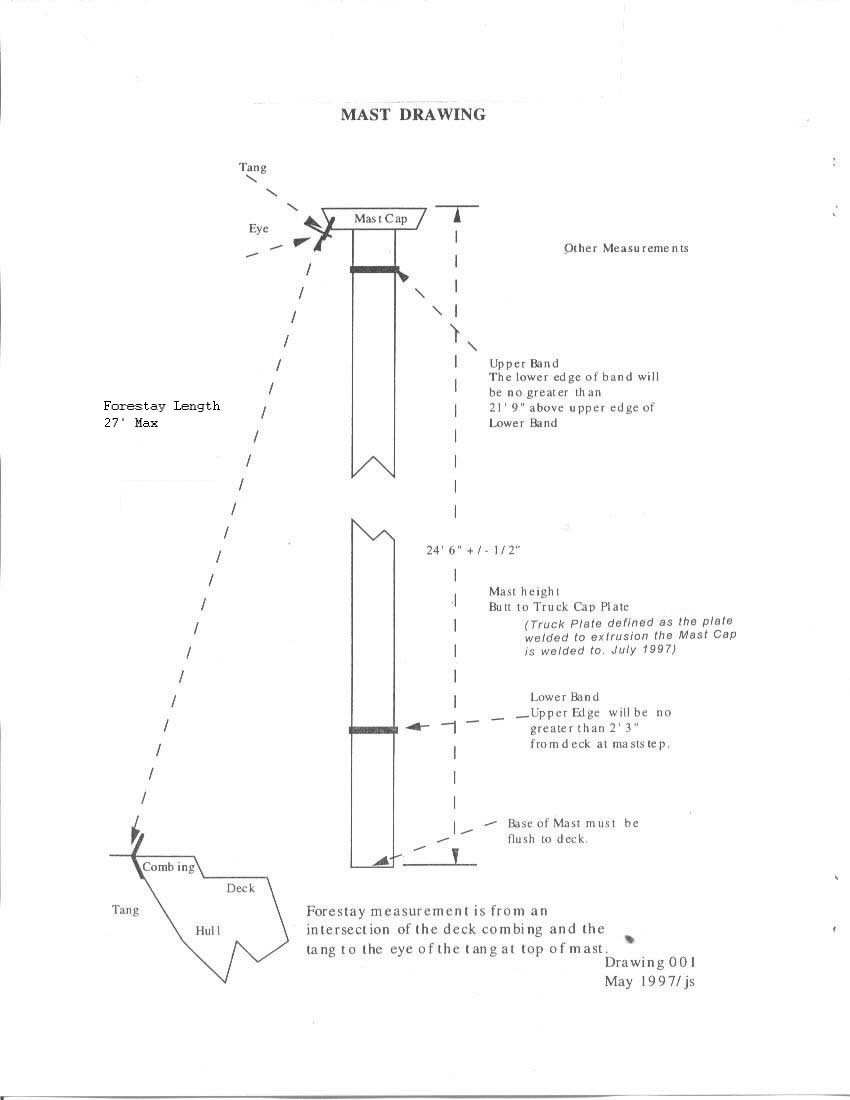 MAST DRAWING
Tang
Mast Cap
Eye
Other Measurements
Upper Band
The lower edge of band will
be no greater than
21' 9" above upper edge of
Lower Band
Forestay Length
27' Max
24' 6" +/- 1/2"
Mast height
Butt to Truck Cap Plate
(Truck Plate defined as the plate
welded to extrusion the Mast Cap
is welded to. July 1997)
Lower Band
Upper Edge will be no
greater than 2' 3"
from deck at maststep.
Base of Mast must be
flush to deck.
Combing
Deck
Tang
Hull
Forestay measurement is from an
intersection of the deck combing and the
tang to the eye of the tang at top of mast.
Drawing 001
May 1997/js